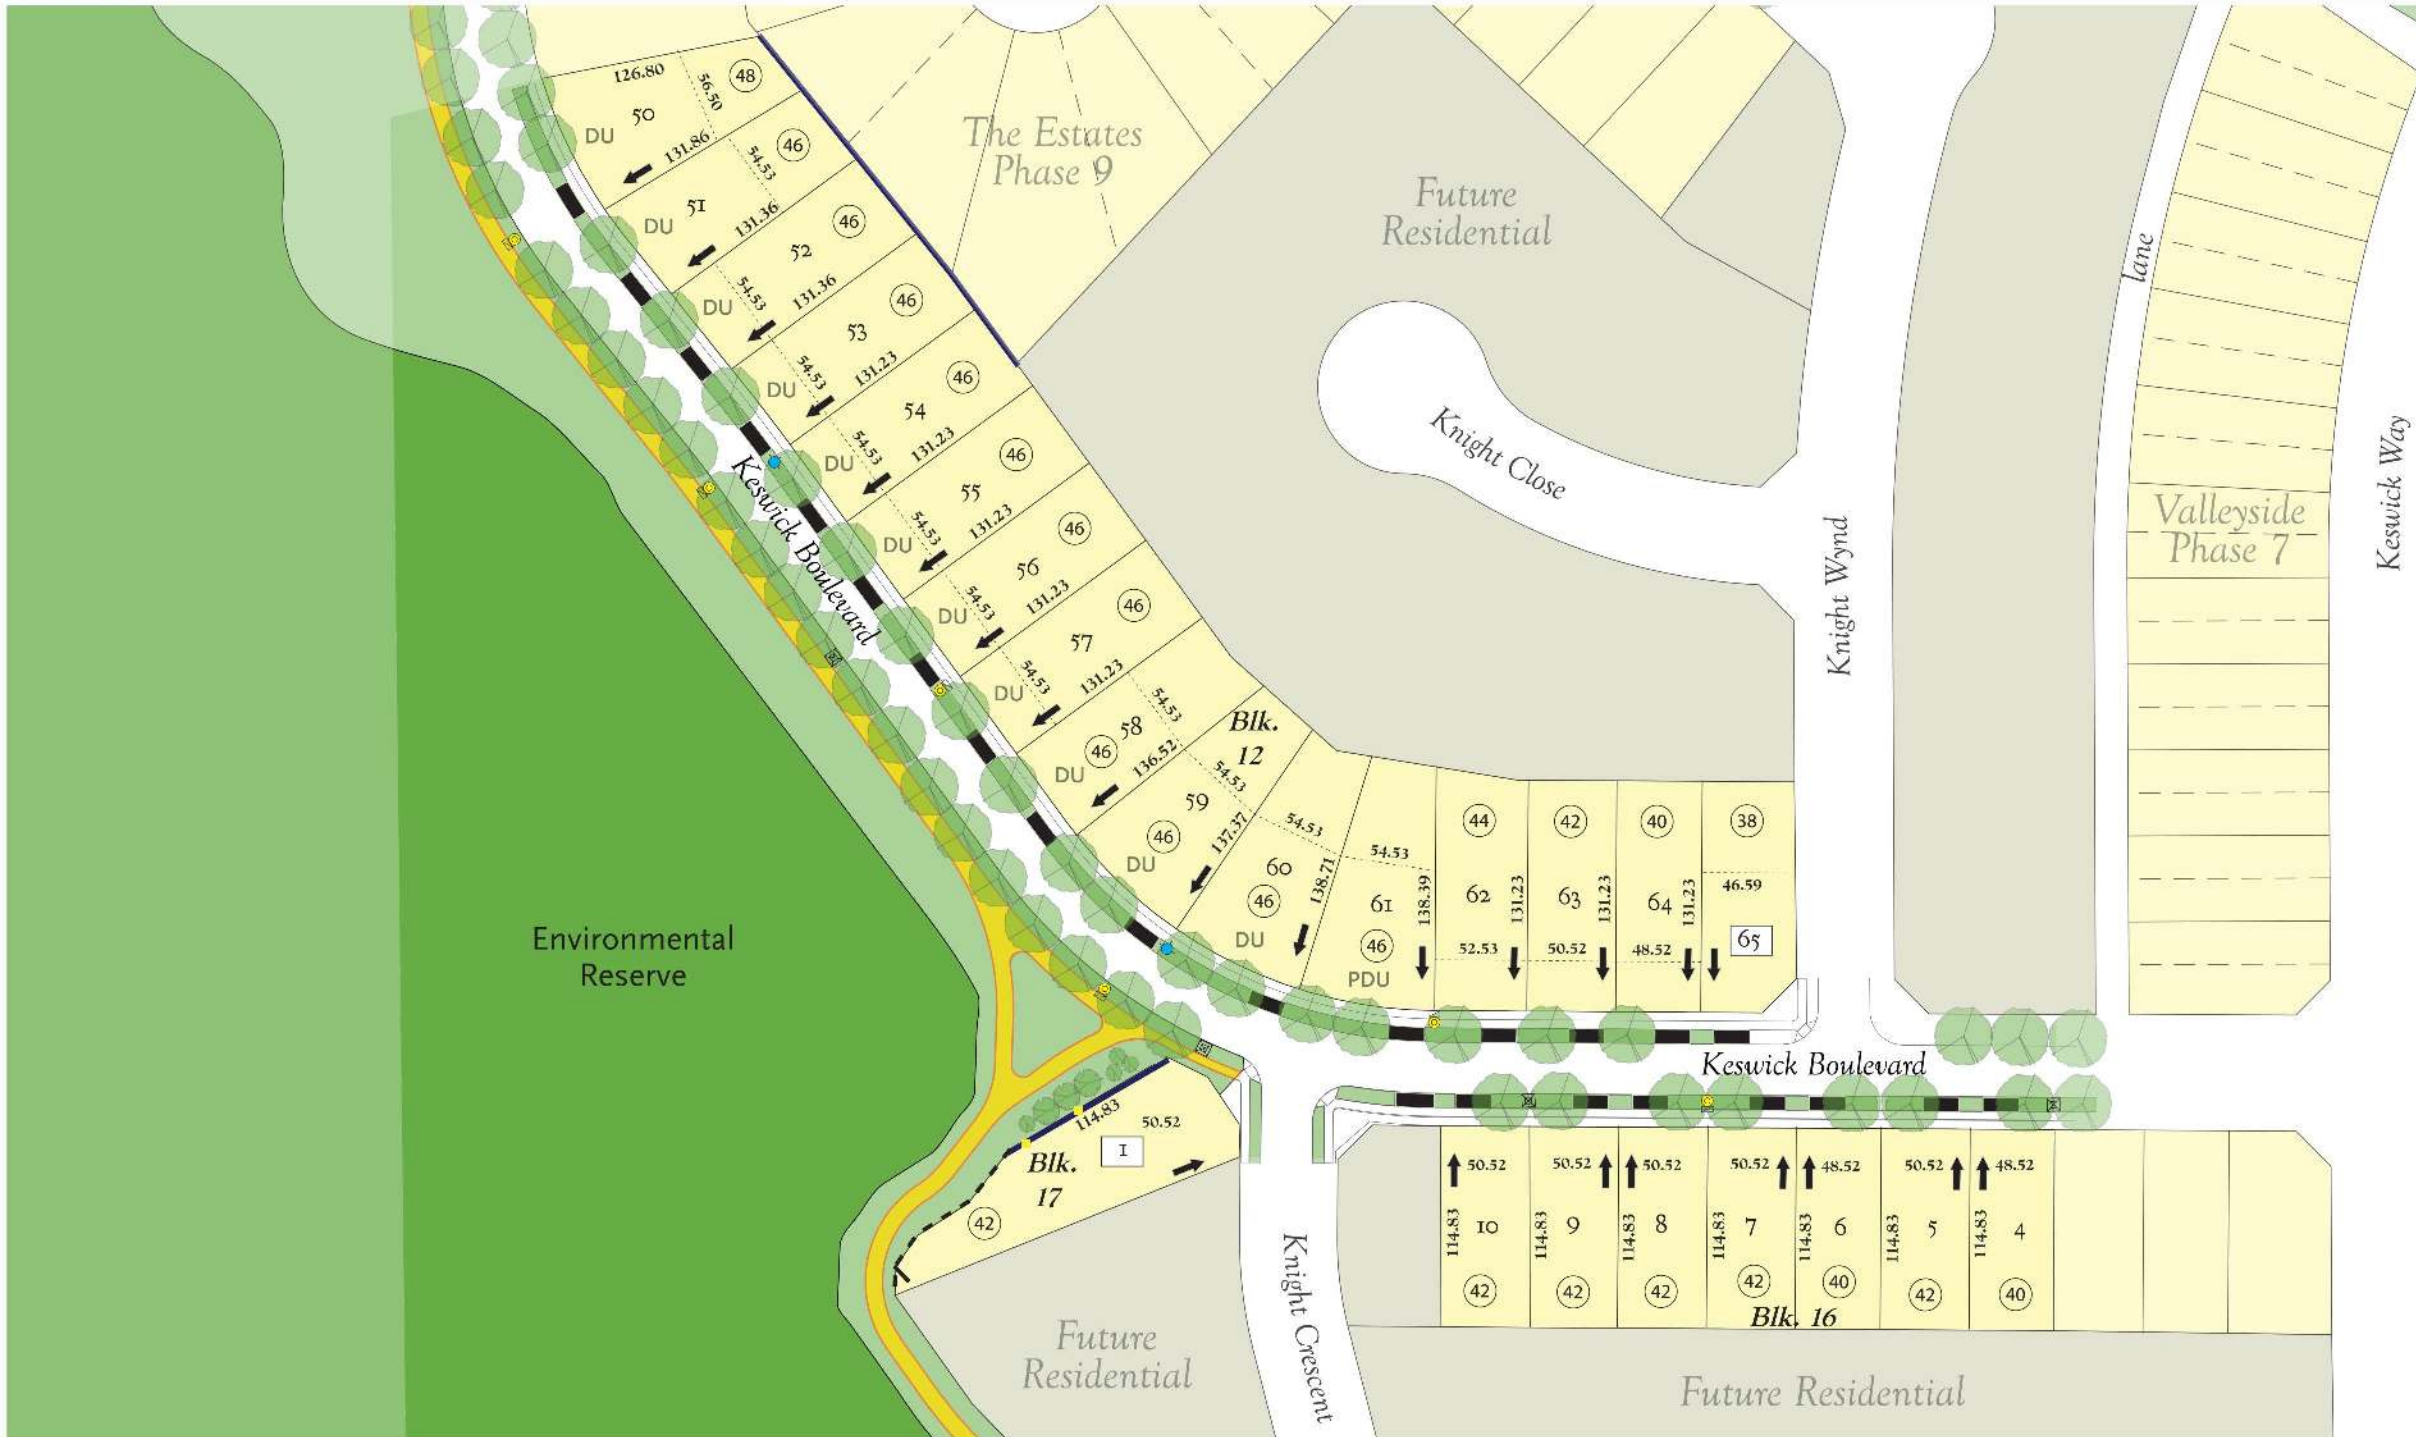 126.80
56.50
48
50
DU
131.86
54.53
46
51
DU
131.36
46
52
54.53
131.36
DU
46
53
54.53
131.23
DU
46
54
54.53
131.23
DU
46
55
54.53
131.23
DU
46
56
54.53
131.23
DU
46
57
54.53
131.23
DU
54.53
58
46
136.52
DU
Blk.
12
54.53
59
46
137.37
DU
54.53
60
46
138.71
DU
54.53
61
138.39
46
PDU
44
62
131.23
52.53
42
63
131.23
50.52
40
64
131.23
48.52
38
46.59
65
The Estates
Phase 9
Future
Residential
Knight Close
Knight Wynd
lane
Keswick Way
Valleyside
Phase 7
Keswick Boulevard
Environmental
Reserve
Keswick Boulevard
114.83
50.52
1
Blk.
17
42
Knight Crescent
Future
Residential
50.52
114.83
10
42
50.52
114.83
9
42
50.52
114.83
8
42
50.52
114.83
7
42
48.52
114.83
6
40
50.52
114.83
5
42
48.52
114.83
4
40
Blk. 16
Future Residential